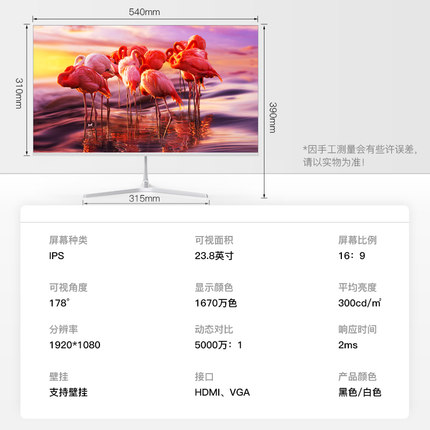 540mm
310mm
390mm
*因手工测量会有些许误差,
请以实物为准!
315mm
屏幕种类
可视面积
屏幕比例
IPS
23.8英寸
16：9
可视角度
显示颜色
平均亮度
178°
1670万色
300cd/㎡
分辨率
动态对比
响应时间
1920*1080
5000万：1
2ms
壁挂
接口
产品颜色
支持壁挂
HDMI、VGA
黑色/白色